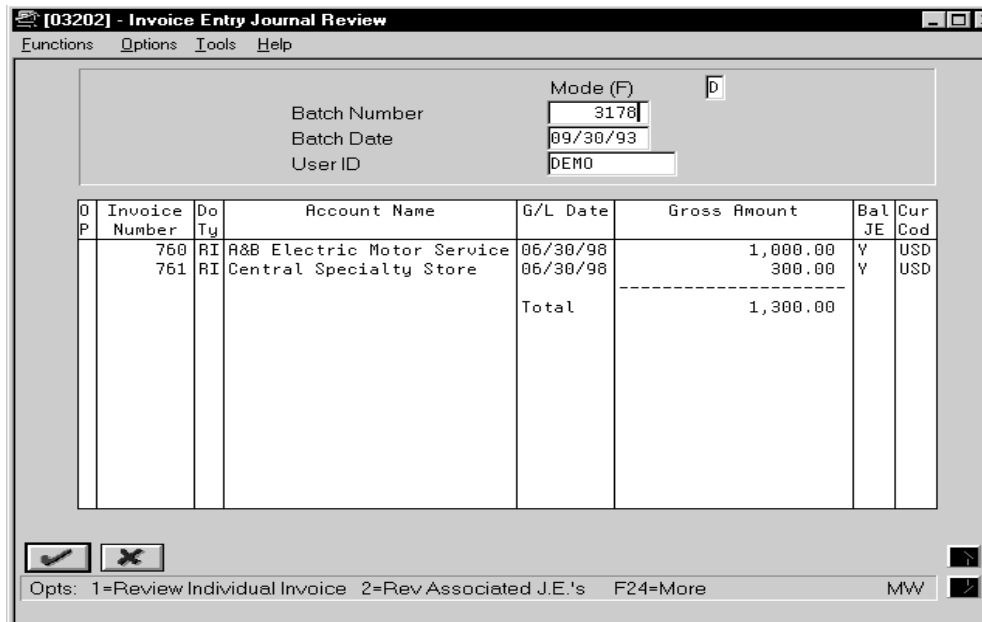 [03202] - Invoice Entry Journal Review
Functions Options Tools Help
Mode (F) D
Batch Number 3178
Batch Date 09/30/93
User ID DEMO
O Invoice Do Account Name G/L Date Gross Amount Bal Cur
P Number Ty JE Cod
760 RI A&B Electric Motor Service 06/30/98 1,000.00 Y USD
761 RI Central Specialty Store 06/30/98 300.00 Y USD
---------------------
Total 1,300.00
Opts: 1=Review Individual Invoice 2=Rev Associated J.E.'s F24=More MW